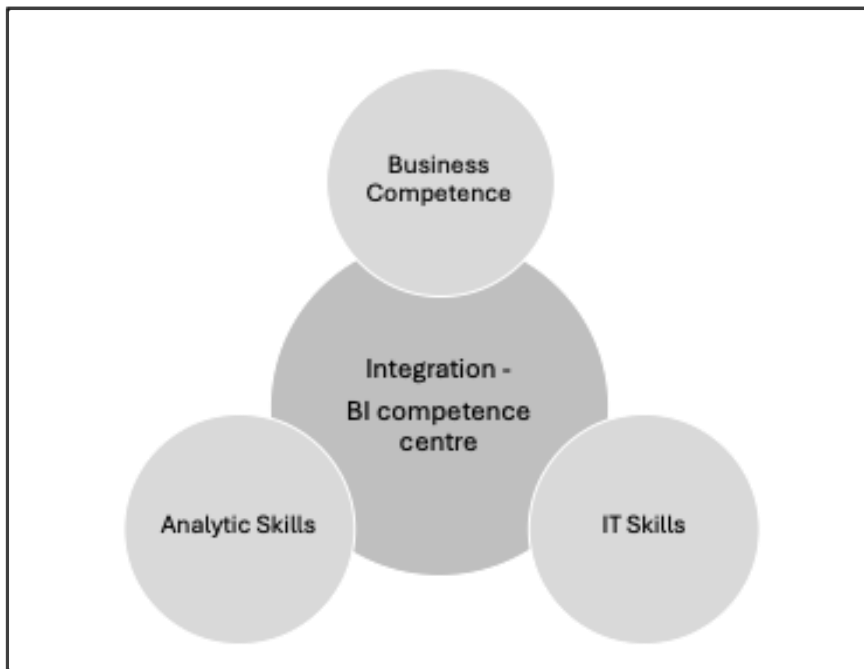 Business
Competence
Integration -
BI competence
centre
Analytic Skills
IT Skills